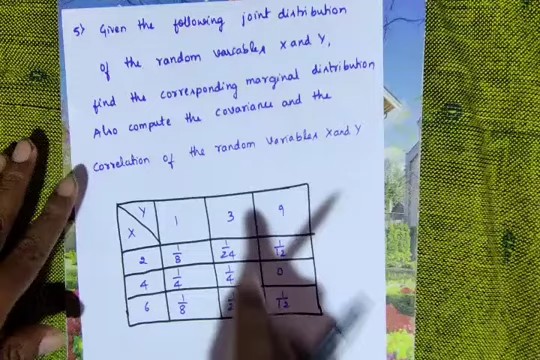 5) Given the following joint distribution
of the random variables X and Y,
find the corresponding marginal distribution
Also compute the covariance and the
Correlation of the random variables X and Y
Y
X 1 3 9
2 1/8 1/24 1/12
4 1/4 1/4 0
6 1/8 1/12